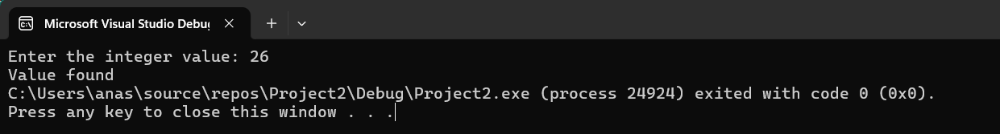 Microsoft Visual Studio Debu
Enter the integer value: 26
Value found
C:\Users\anas\source\repos\Project2\Debug\Project2.exe (process 24924) exited with code 0 (0x0).
Press any key to close this window . . .